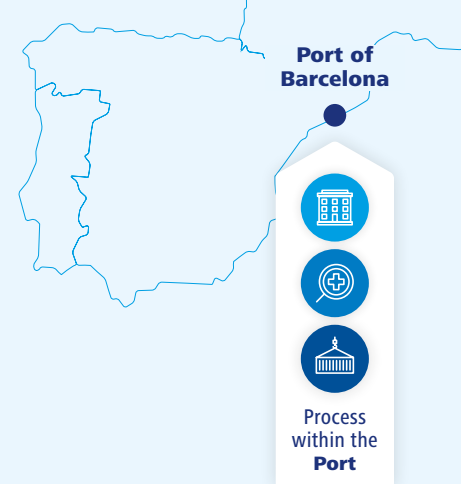 Port of
Barcelona
Process
within the
Port